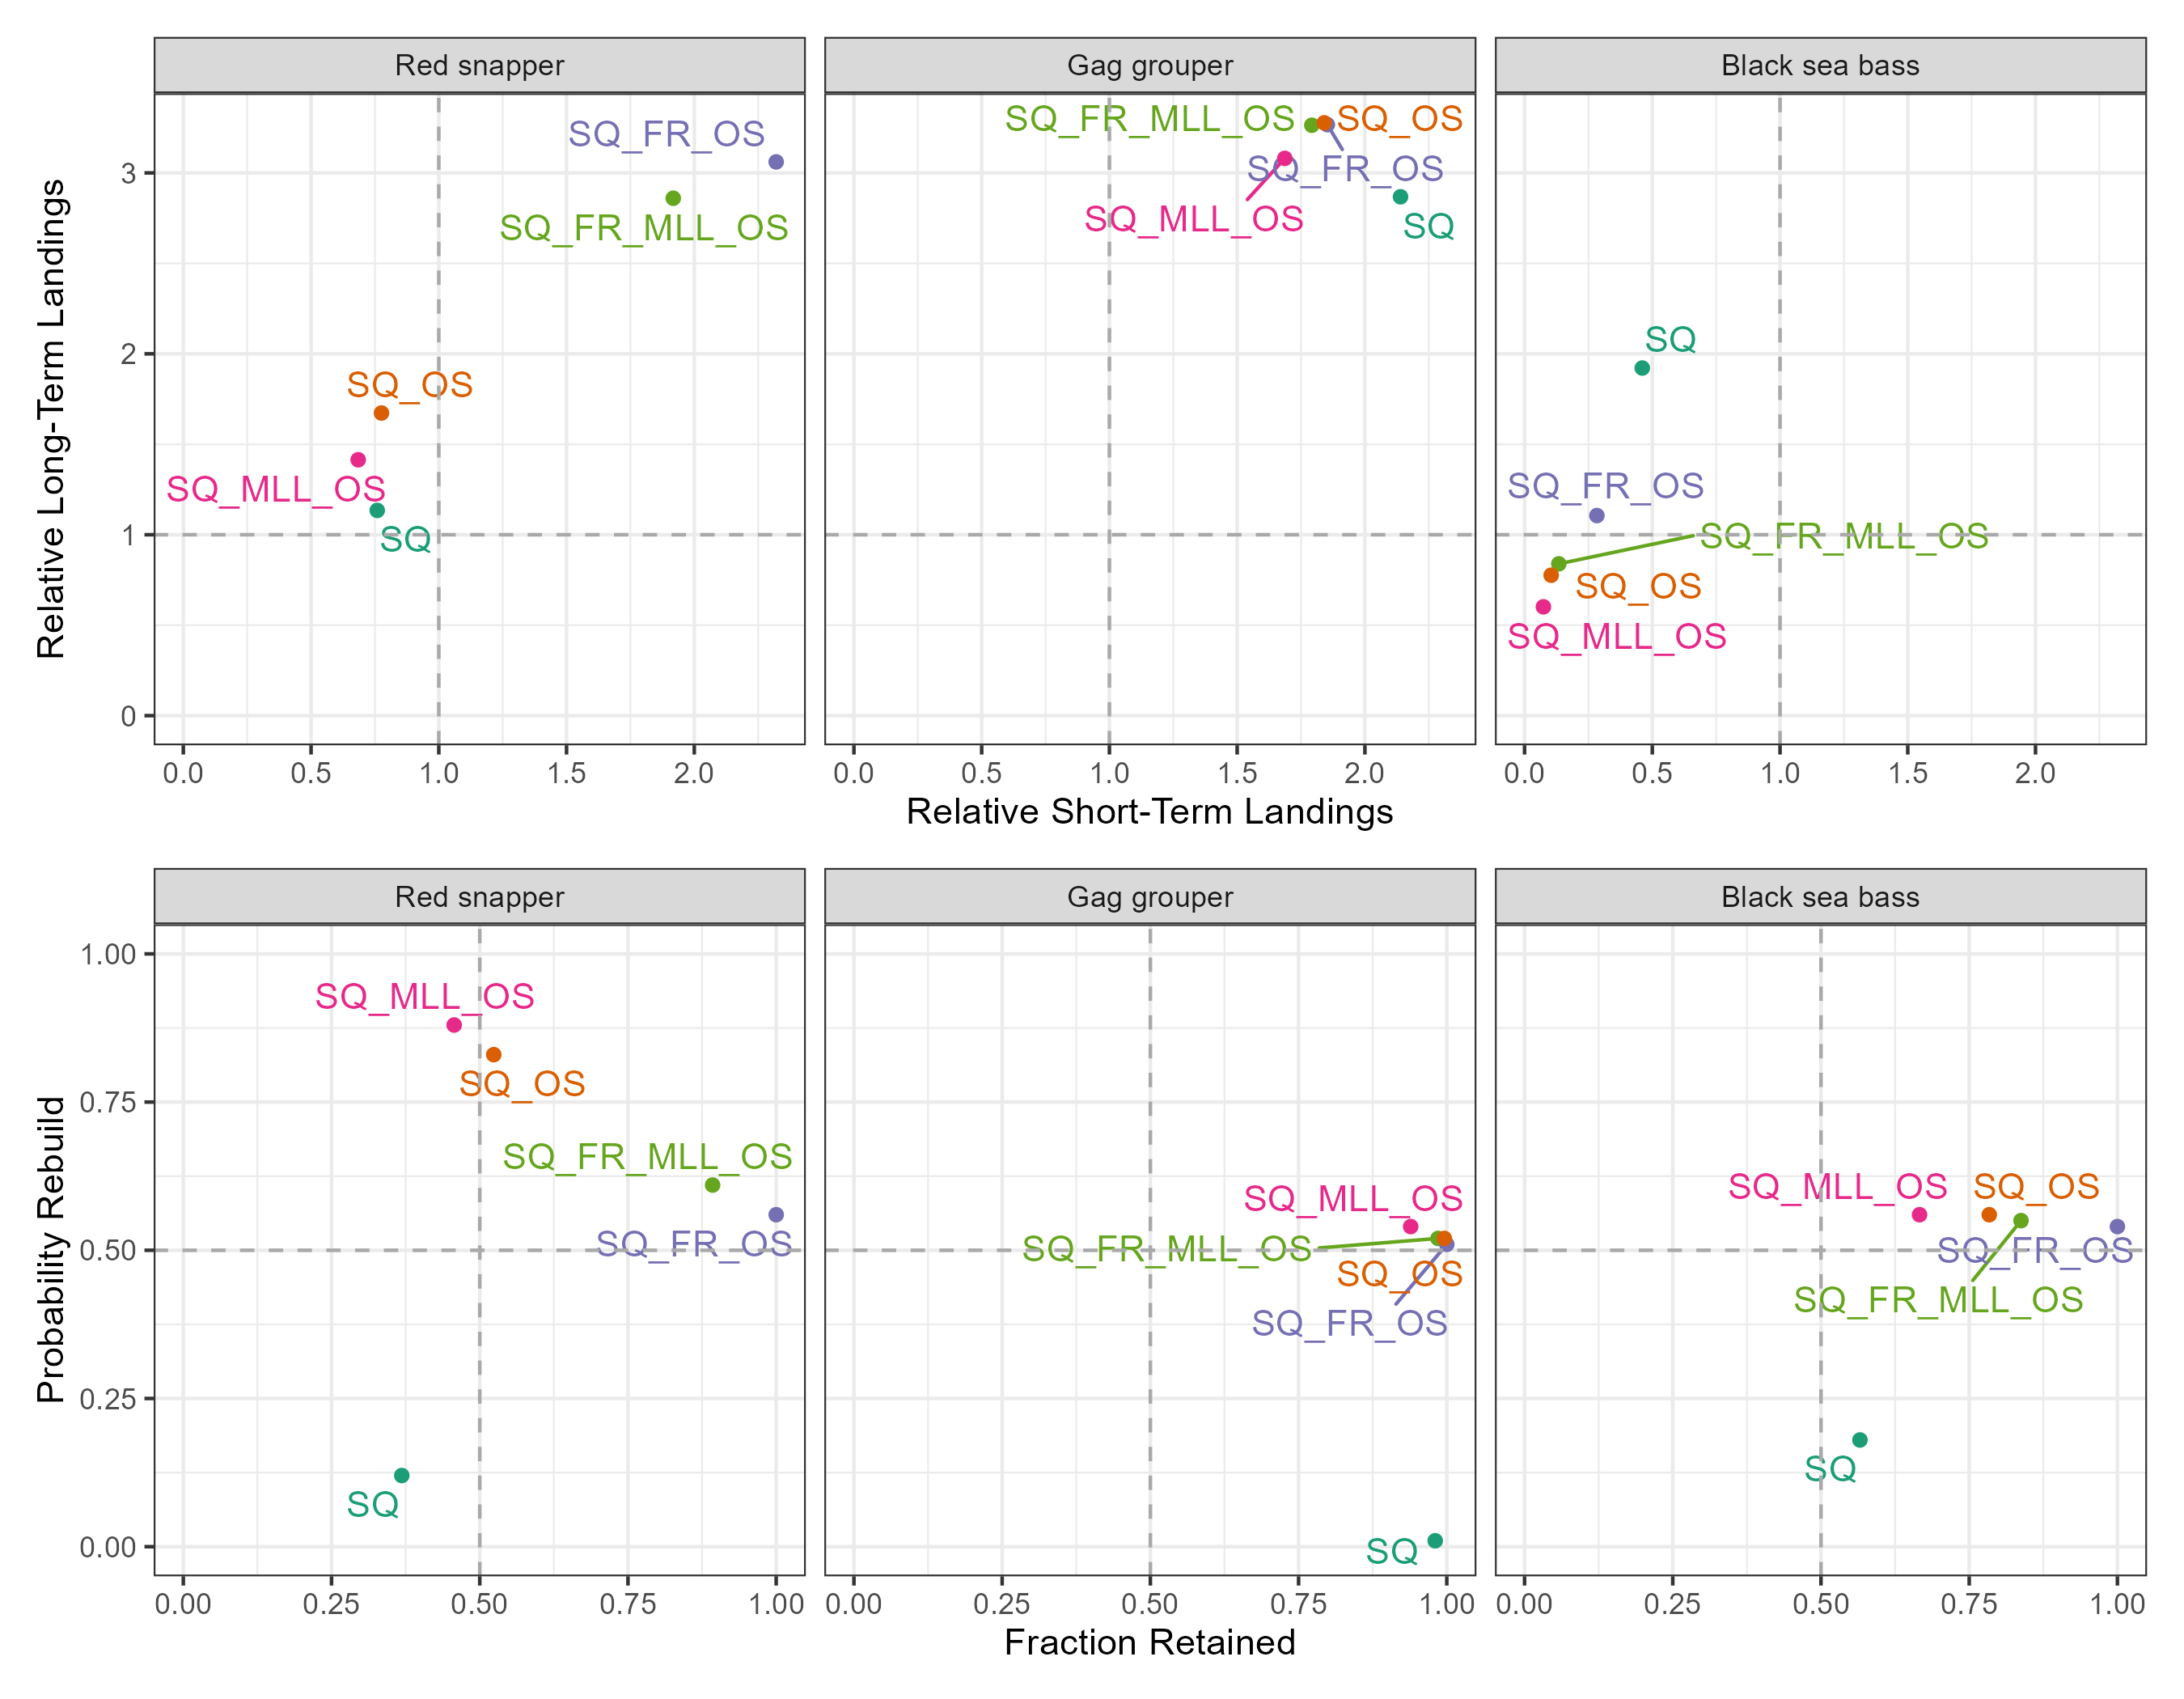 Red snapper
Gag grouper
Black sea bass
Relative Long-Term Landings
3
2
1
0
SQ_FR_OS
SQ_FR_MLL_OS
SQ_OS
SQ_MLL_OS
SQ
SQ_FR_MLL_OS
SQ_OS
SQ_FR_OS
SQ_MLL_OS
SQ
SQ
SQ_FR_OS
SQ_FR_MLL_OS
SQ_OS
SQ_MLL_OS
0.0 0.5 1.0 1.5 2.0
0.0 0.5 1.0 1.5 2.0
0.0 0.5 1.0 1.5 2.0
Relative Short-Term Landings
Red snapper
Gag grouper
Black sea bass
Probability Rebuild
1.00
0.75
0.50
0.25
0.00
SQ_MLL_OS
SQ_OS
SQ_FR_MLL_OS
SQ_FR_OS
SQ
SQ_MLL_OS
SQ_FR_MLL_OS
SQ_OS
SQ_FR_OS
SQ
SQ_MLL_OS
SQ_OS
SQ_FR_OS
SQ_FR_MLL_OS
SQ
0.00 0.25 0.50 0.75 1.00
0.00 0.25 0.50 0.75 1.00
0.00 0.25 0.50 0.75 1.00
Fraction Retained